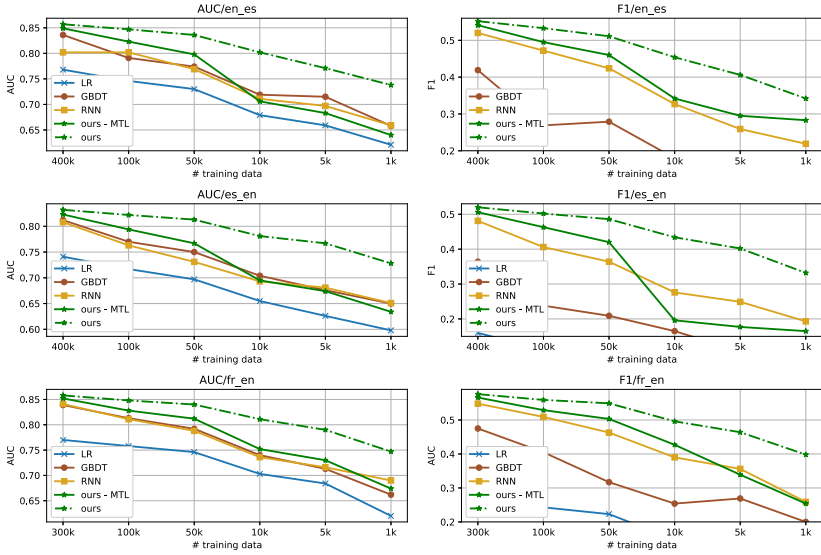 AUC/en_es
AUC
0.85
0.80
0.75
0.70
0.65
LR
GBDT
RNN
ours - MTL
ours
400k 100k 50k 10k 5k 1k
# training data
F1/en_es
F1
0.5
0.4
0.3
0.2
GBDT
RNN
ours - MTL
ours
400k 100k 50k 10k 5k 1k
# training data
AUC/es_en
AUC
0.80
0.75
0.70
0.65
0.60
LR
GBDT
RNN
ours - MTL
ours
400k 100k 50k 10k 5k 1k
# training data
F1/es_en
F1
0.5
0.4
0.3
0.2
LR
GBDT
RNN
ours - MTL
ours
400k 100k 50k 10k 5k 1k
# training data
AUC/fr_en
AUC
0.85
0.80
0.75
0.70
0.65
LR
GBDT
RNN
ours - MTL
ours
300k 100k 50k 10k 5k 1k
# training data
F1/fr_en
F1
0.5
0.4
0.3
0.2
LR
GBDT
RNN
ours - MTL
ours
300k 100k 50k 10k 5k 1k
# training data